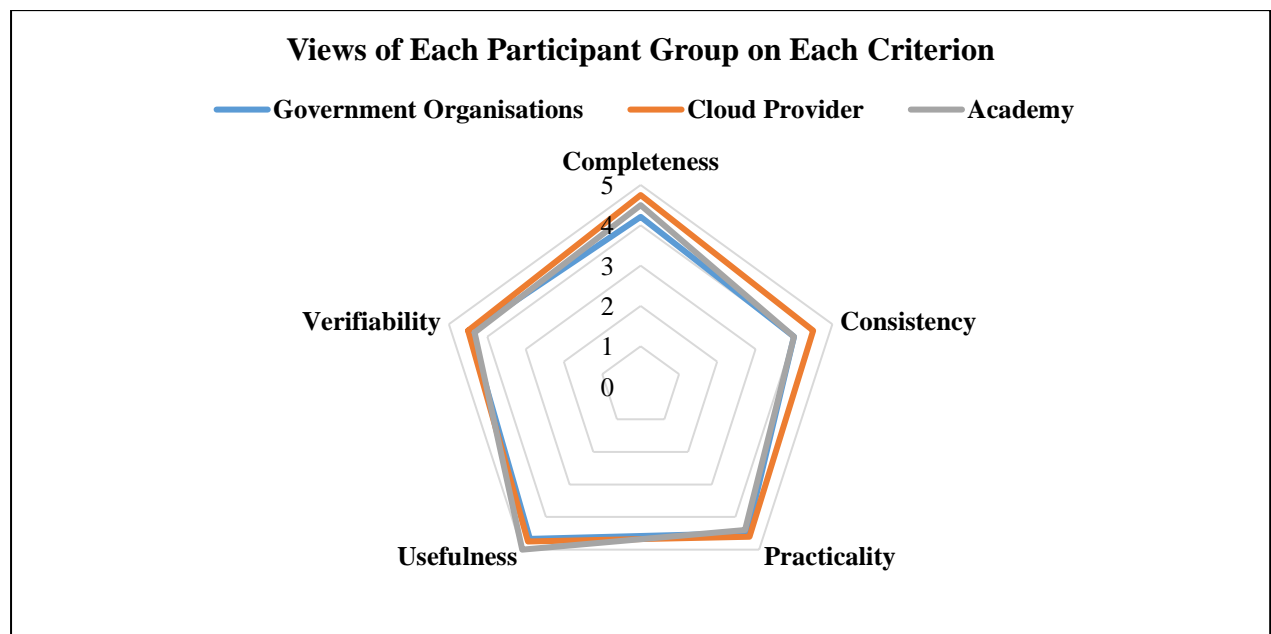 Views of Each Participant Group on Each Criterion
Government Organisations Cloud Provider Academy
Completeness
5
4
3
2
1
0
Verifiability
Consistency
Usefulness
Practicality